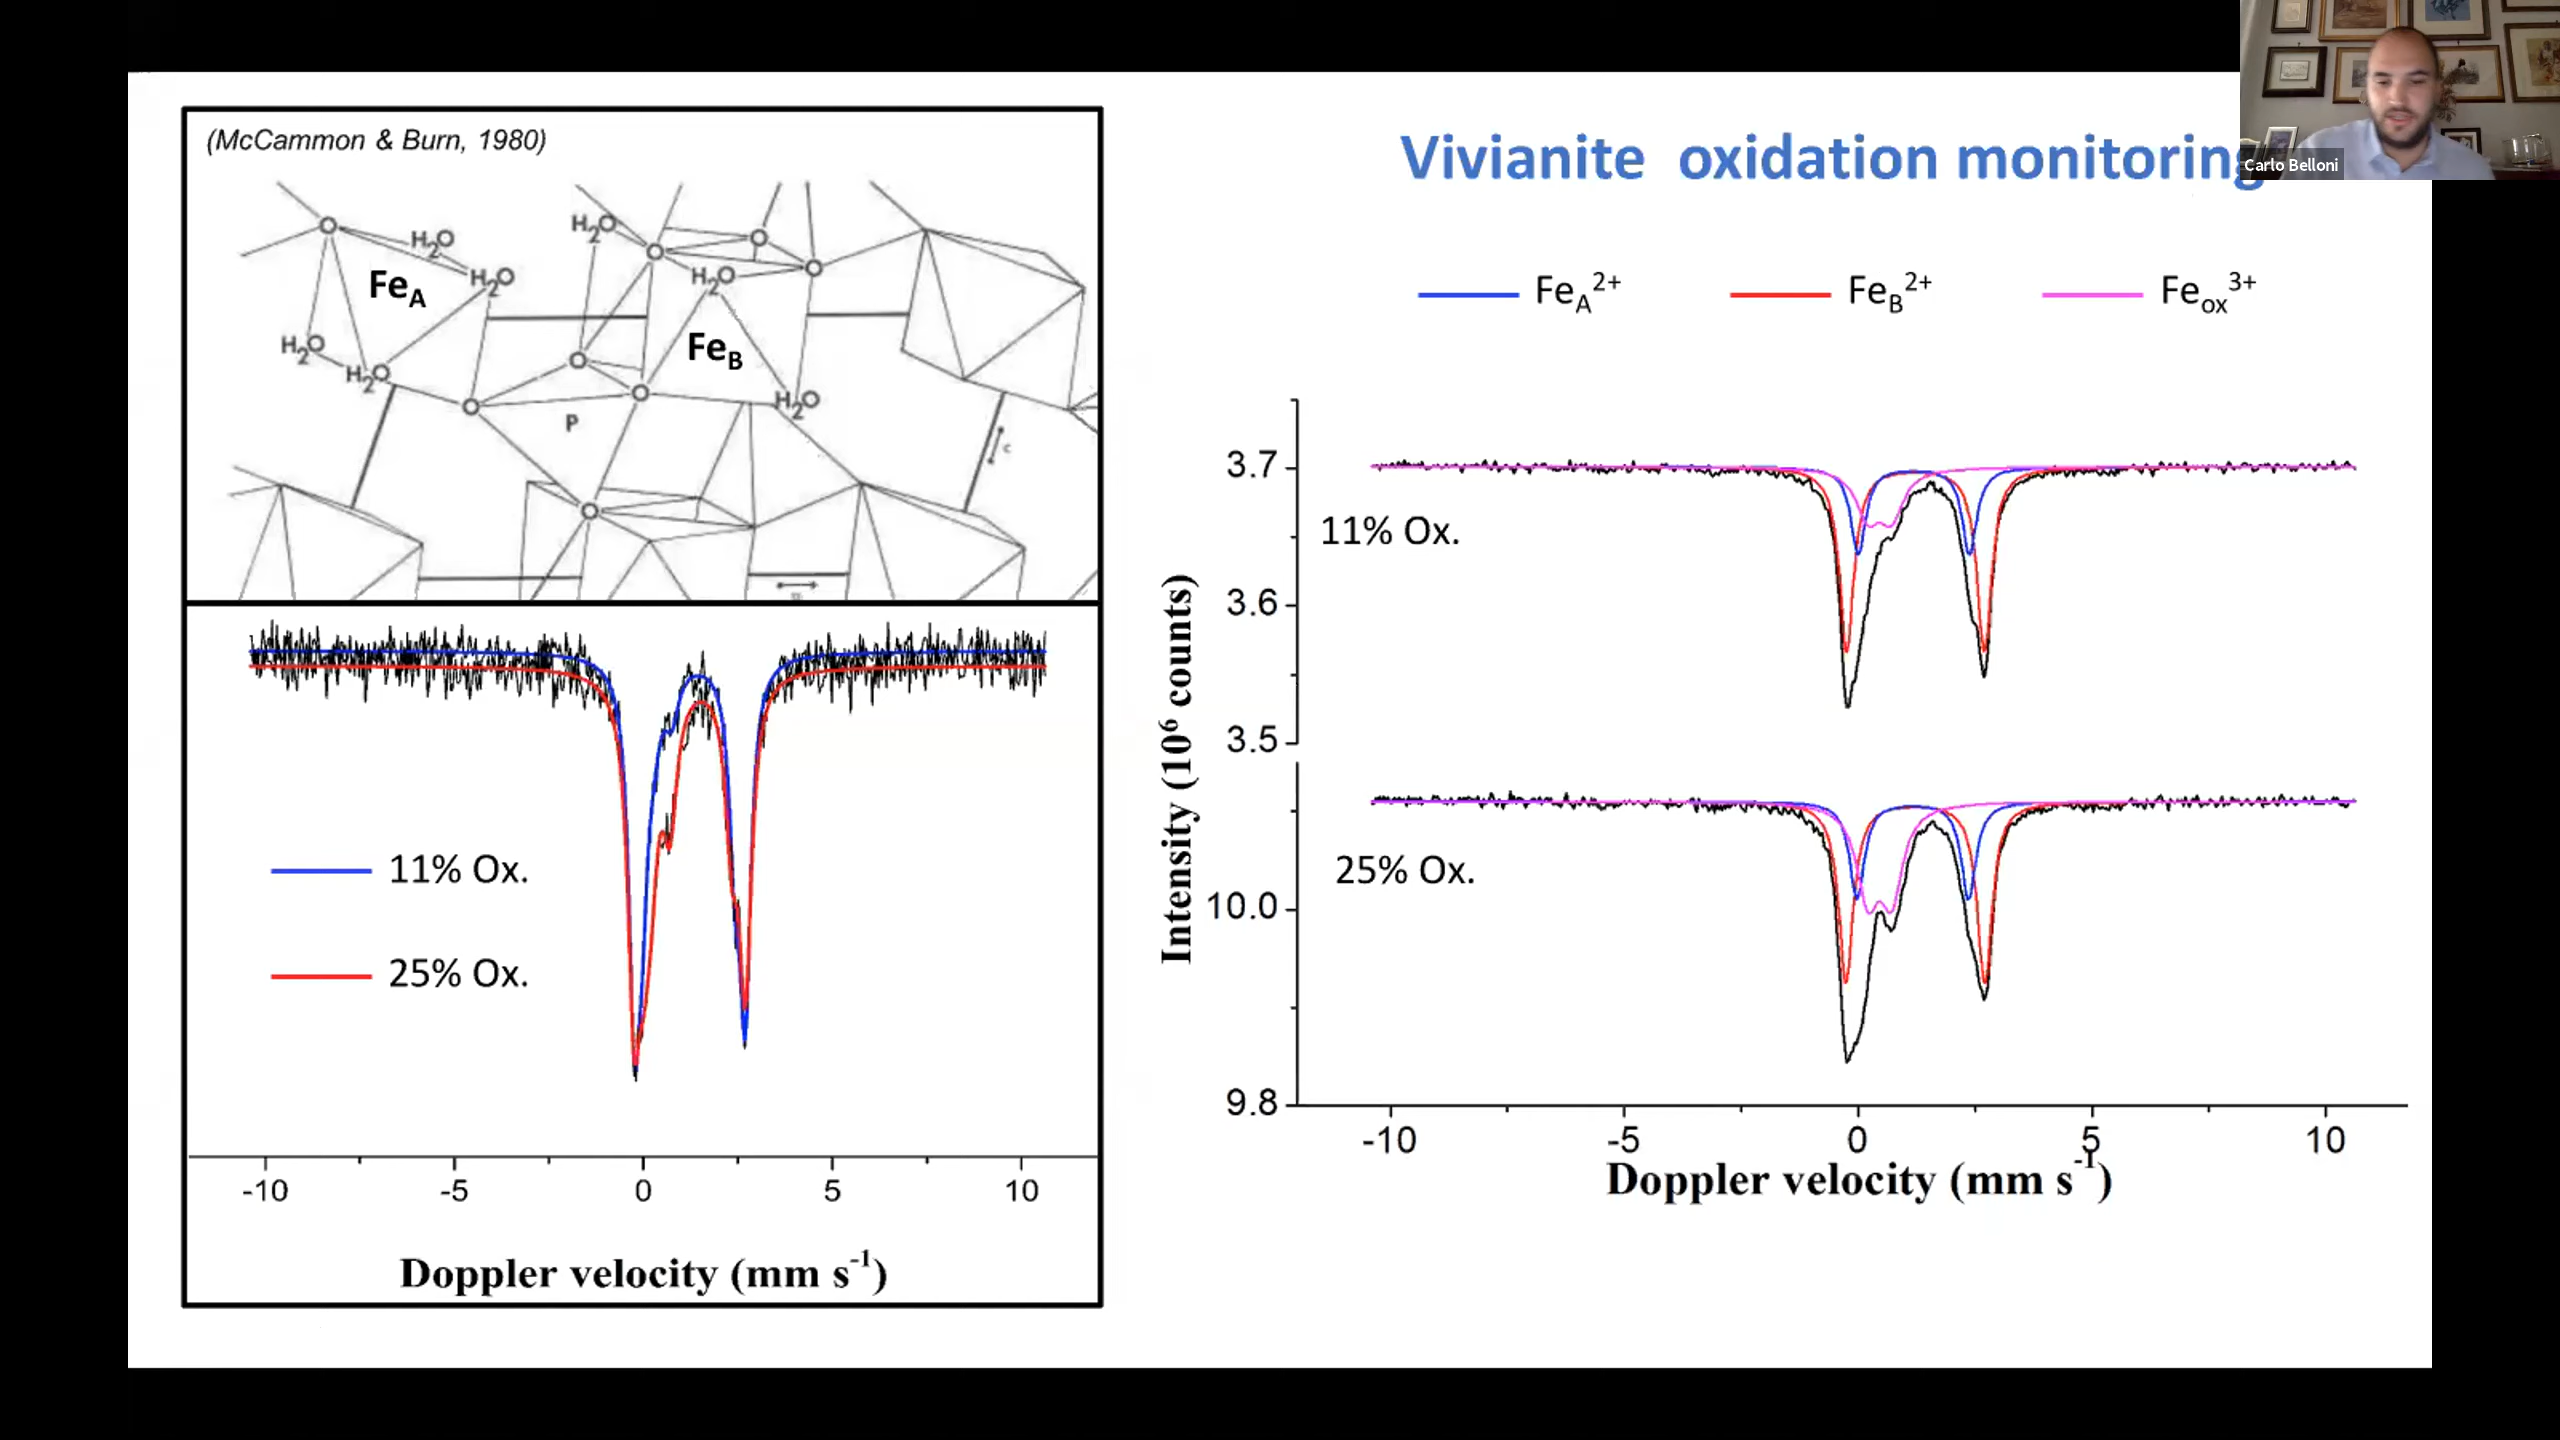 Carlo Belloni
Vivianite oxidation monitoring
(McCammon & Burn, 1980)
H2O
H2O
H2O
H2O
FeA
H2O
H2O
FeB
H2O
O
O
O
O
O
O
O
O
P
c
11% Ox.
25% Ox.
-10 -5 0 5 10
Doppler velocity (mm s-1)
FeA2+ FeB2+ Feox3+
Intensity (10^6 counts)
3.7
11% Ox.
3.6
3.5
25% Ox.
10.0
9.8
-10 -5 0 5 10
Doppler velocity (mm s-1)